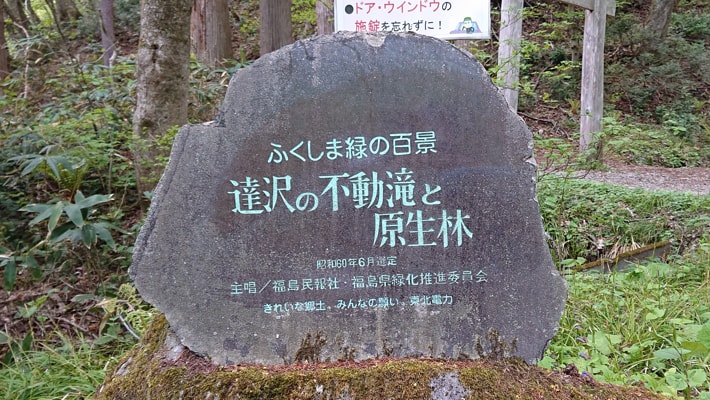 ●ドア・ウインドウの
施錠を忘れずに!
ふくしま緑の百景
達沢の不動滝と
原生林
昭和60年6月選定
主唱/福島民報社・福島県緑化推進委員会
きれいな郷土。みんなの願い。東北電力